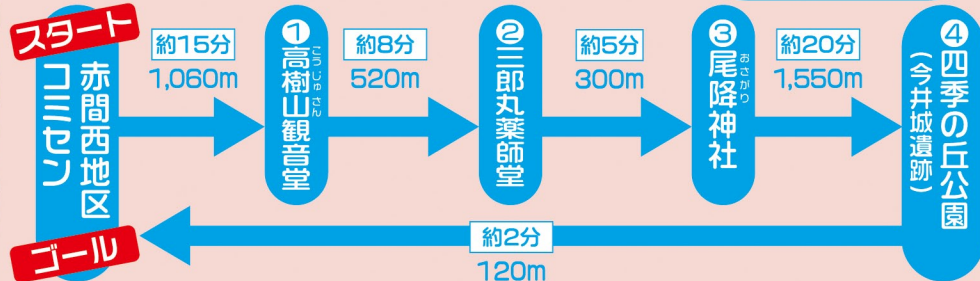 スタート
赤間西地区
コミセン
ゴール
約15分
1,060m
❶高樹山観音堂
こうじゅさん
約8分
520m
❷三郎丸薬師堂
約5分
300m
❸尾降神社
おさがり
約20分
1,550m
❹四季の丘公園
(今井城遺跡)
約2分
120m